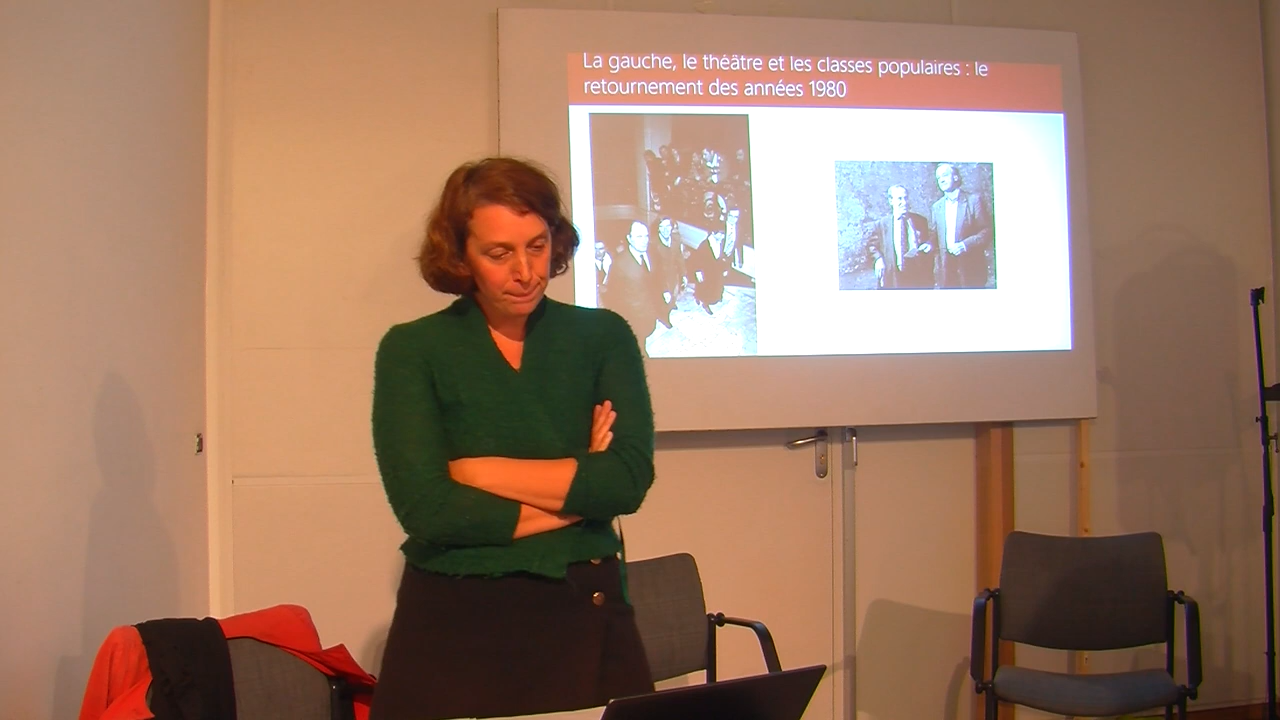 La gauche, le théâtre et les classes populaires : le
retournement des années 1980